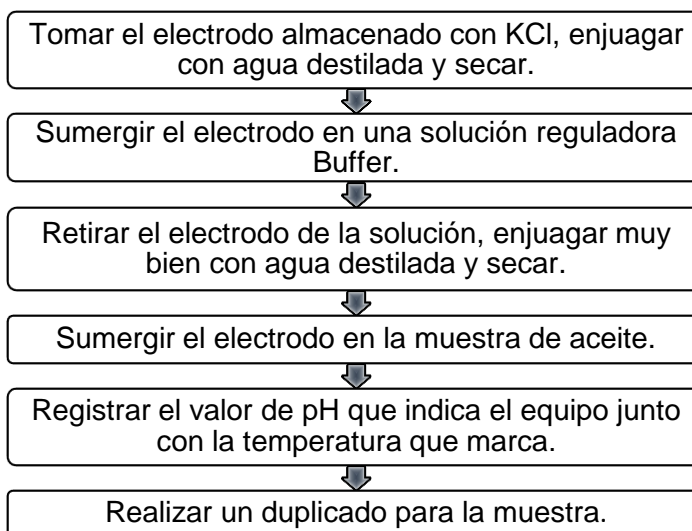 Tomar el electrodo almacenado con KCl, enjuagar
con agua destilada y secar.
Sumergir el electrodo en una solución reguladora
Buffer.
Retirar el electrodo de la solución, enjuagar muy
bien con agua destilada y secar.
Sumergir el electrodo en la muestra de aceite.
Registrar el valor de pH que indica el equipo junto
con la temperatura que marca.
Realizar un duplicado para la muestra.